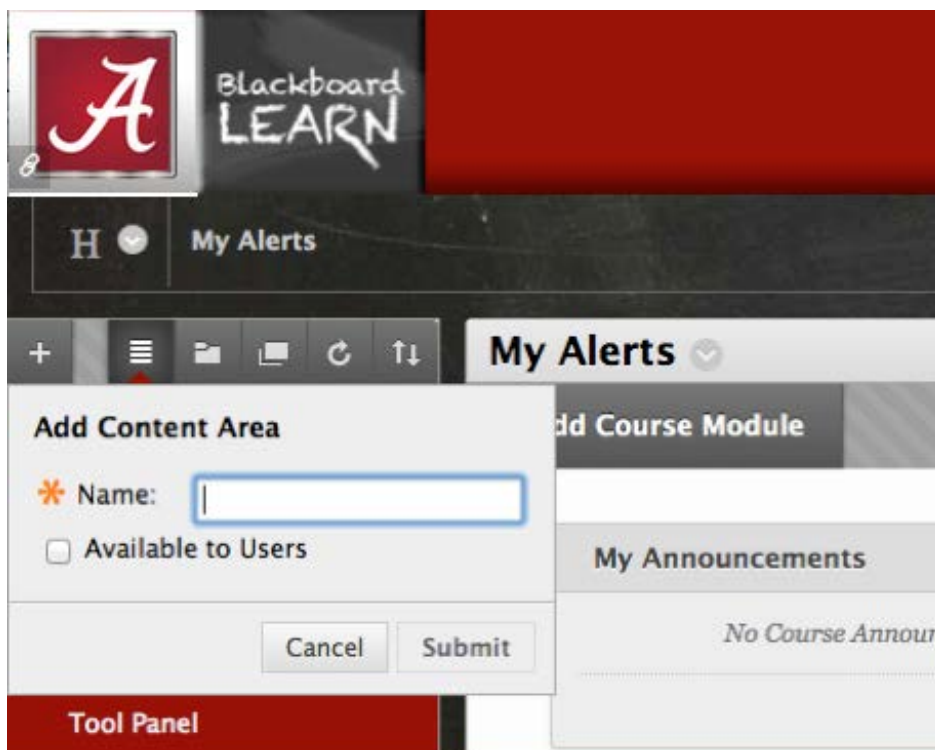 A
Blackboard
LEARN
H
My Alerts
My Alerts
Add Content Area
dd Course Module
* Name:
Available to Users
My Announcements
No Course Announ
Cancel
Submit
Tool Panel